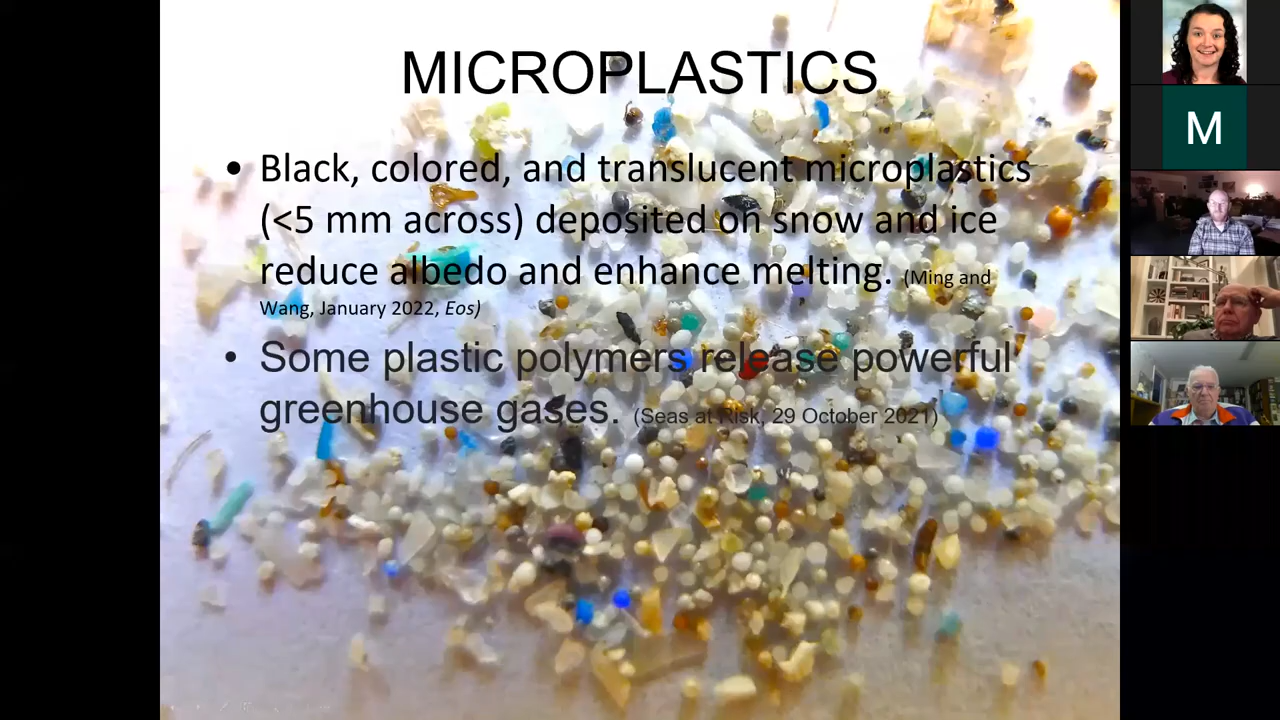 MICROPLASTICS
M
• Black, colored, and translucent microplastics
(<5 mm across) deposited on snow and ice
reduce albedo and enhance melting. (Ming and
Wang, January 2022, Eos)
• Some plastic polymers release powerful
greenhouse gases. (Seas at Risk, 29 October 2021)